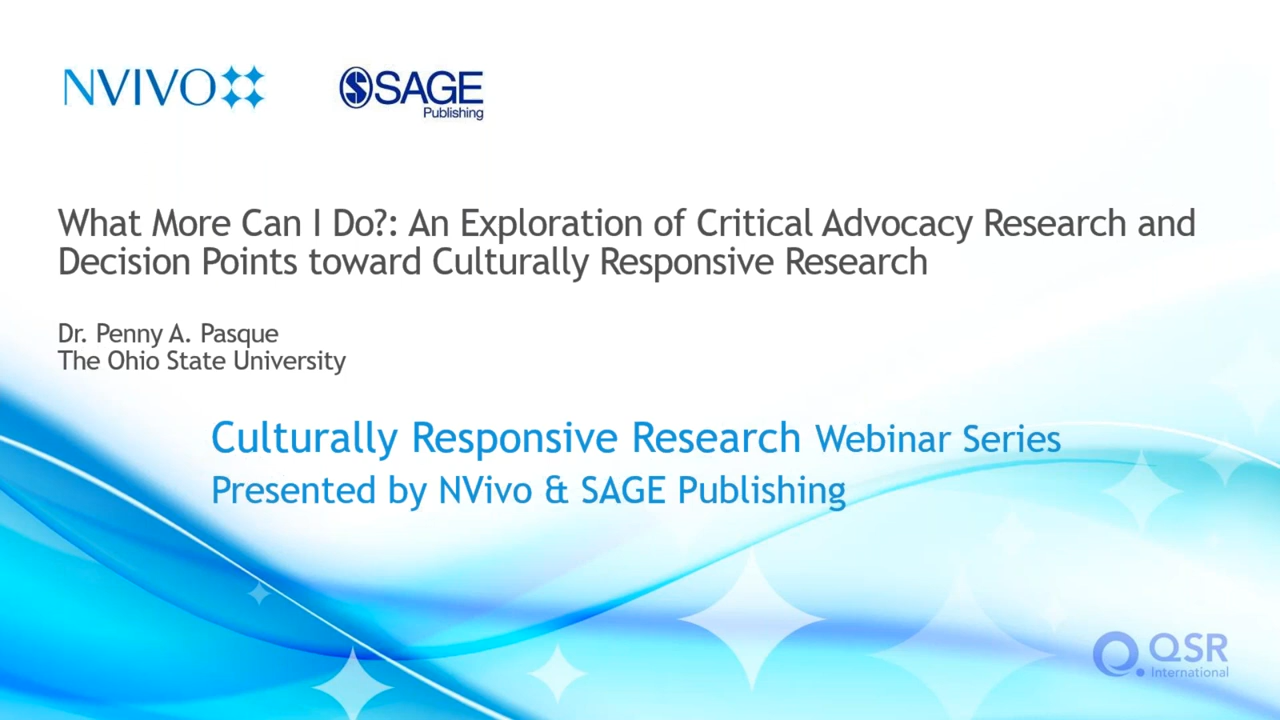 NVIVO
SAGE
Publishing
What More Can I Do?: An Exploration of Critical Advocacy Research and
Decision Points toward Culturally Responsive Research
Dr. Penny A. Pasque
The Ohio State University
Culturally Responsive Research Webinar Series
Presented by NVivo & SAGE Publishing
QSR
International